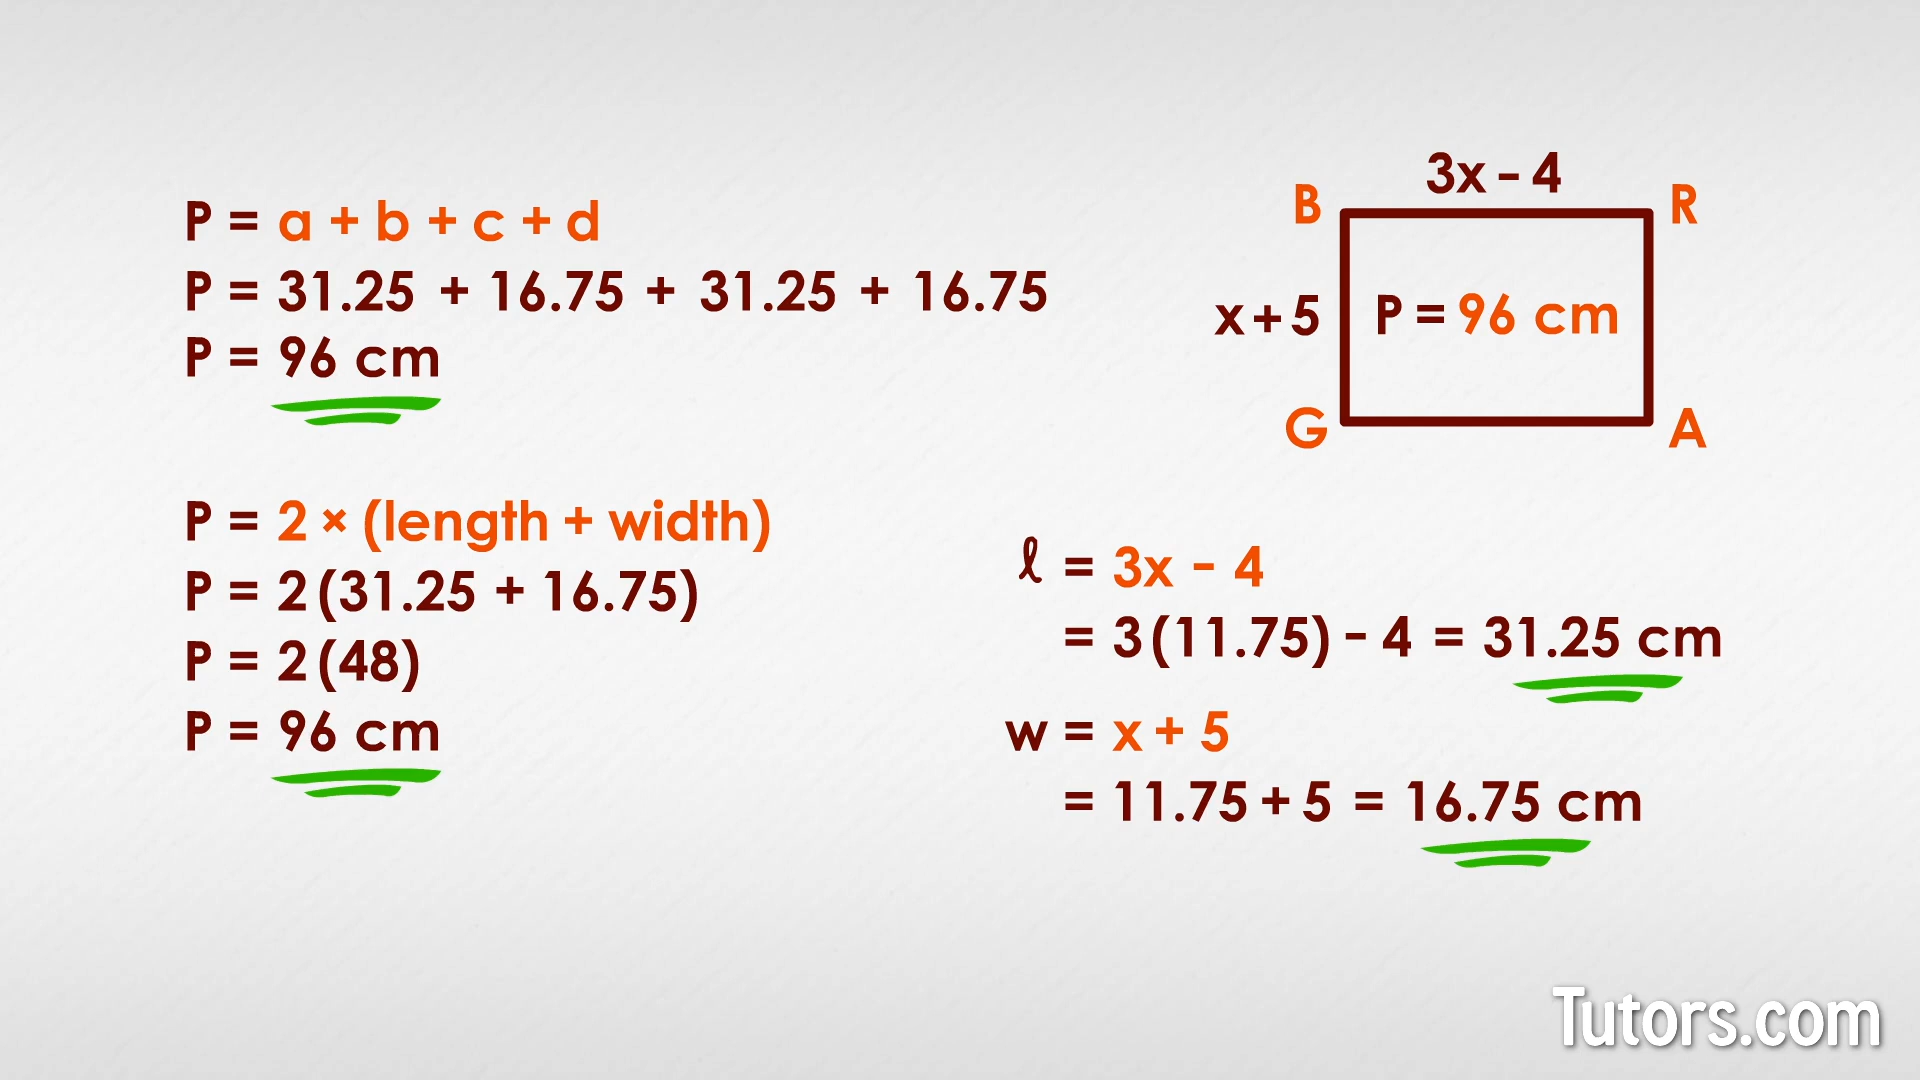 P = a + b + c + d
P = 31.25 + 16.75 + 31.25 + 16.75
P = 96 cm
P = 2 × (length + width)
P = 2(31.25 + 16.75)
P = 2(48)
P = 96 cm
3x – 4
B
R
x + 5
P = 96 cm
G
A
ℓ = 3x - 4
= 3(11.75) - 4 = 31.25 cm
w = x + 5
= 11.75 + 5 = 16.75 cm
Tutors.com